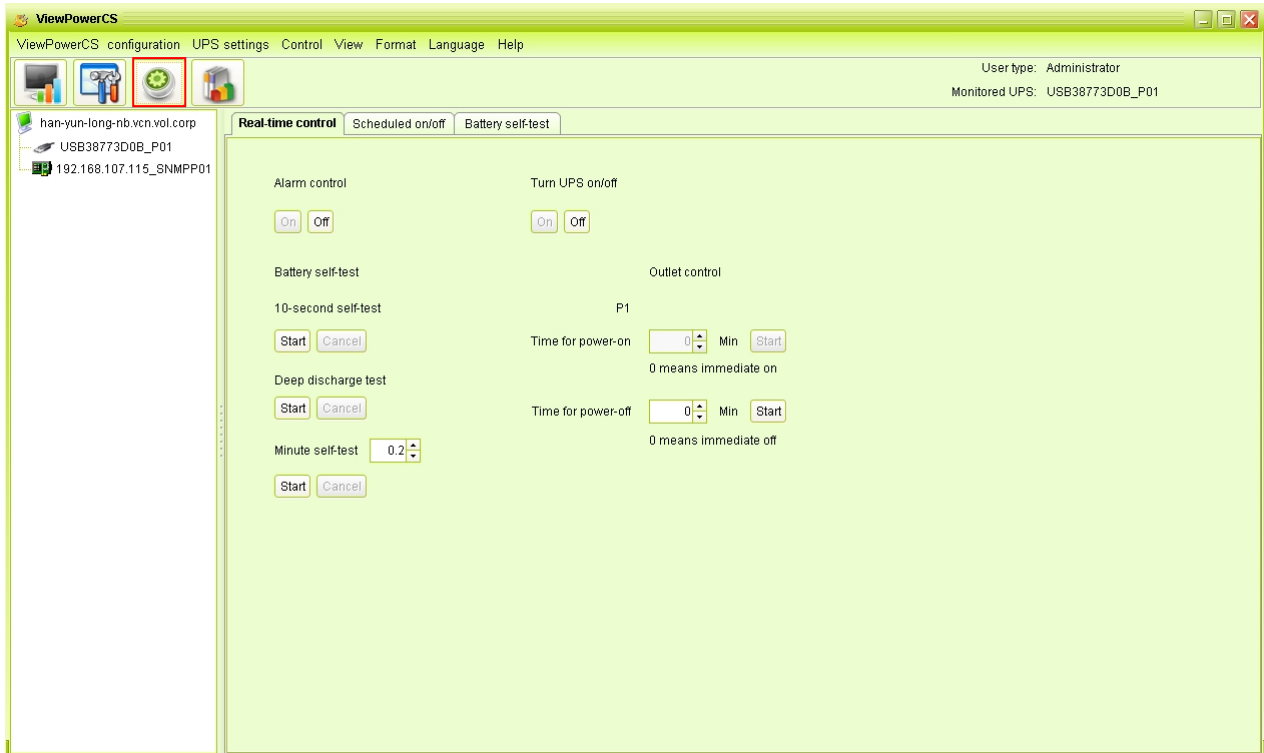 ViewPowerCS
ViewPowerCS configuration UPS settings Control View Format Language Help
User type: Administrator
Monitored UPS: USB38773D0B_P01
han-yun-long-nb.vcn.vol.corp
USB38773D0B_P01
192.168.107.115_SNMPP01
Real-time control Scheduled on/off Battery self-test
Alarm control Turn UPS on/off
On Off On Off
Battery self-test Outlet control
10-second self-test P1
Start Cancel Time for power-on 0 Min Start
0 means immediate on
Deep discharge test
Start Cancel Time for power-off 0 Min Start
0 means immediate off
Minute self-test 0.2
Start Cancel